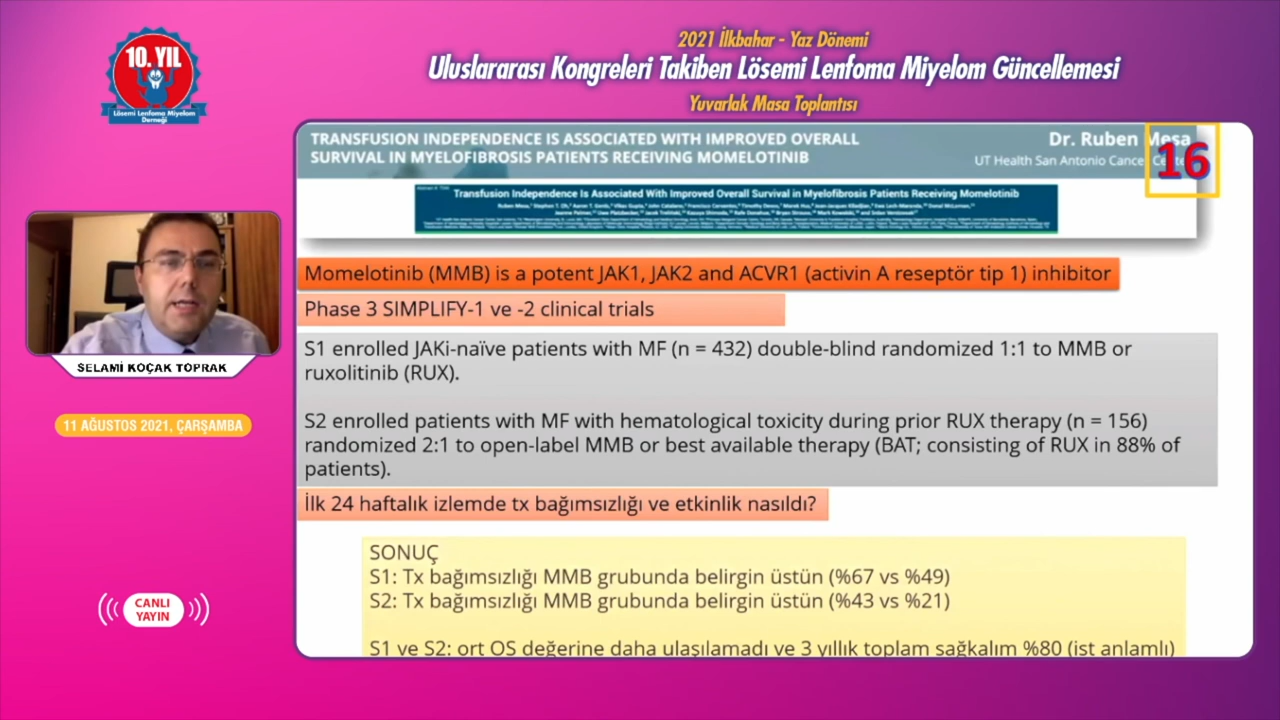 10. YIL
Lösemi Lenfoma Miyelom
Derneği
2021 İlkbahar - Yaz Dönemi
Uluslararası Kongreleri Takiben Lösemi Lenfoma Miyelom Güncellemesi
Yuvarlak Masa Toplantısı
TRANSFUSION INDEPENDENCE IS ASSOCIATED WITH IMPROVED OVERALL
SURVIVAL IN MYELOFIBROSIS PATIENTS RECEIVING MOMELOTINIB
Dr. Ruben Mesa
UT Health San Antonio Cancer
16
Transfusion Independence Is Associated With Improved Overall Survival in Myelofibrosis Patients Receiving Momelotinib
Momelotinib (MMB) is a potent JAK1, JAK2 and ACVR1 (activin A reseptör tip 1) inhibitor
Phase 3 SIMPLIFY-1 ve -2 clinical trials
S1 enrolled JAKi-naïve patients with MF (n = 432) double-blind randomized 1:1 to MMB or
ruxolitinib (RUX).
S2 enrolled patients with MF with hematological toxicity during prior RUX therapy (n = 156)
randomized 2:1 to open-label MMB or best available therapy (BAT; consisting of RUX in 88% of
patients).
İlk 24 haftalık izlemde tx bağımsızlığı ve etkinlik nasıldı?
SONUÇ
S1: Tx bağımsızlığı MMB grubunda belirgin üstün (%67 vs %49)
S2: Tx bağımsızlığı MMB grubunda belirgin üstün (%43 vs %21)
S1 ve S2: ort OS değerine daha ulaşılamadı ve 3 yıllık toplam sağkalım %80 (ist anlamlı)
SELAMİ KOÇAK TOPRAK
11 AĞUSTOS 2021, ÇARŞAMBA
CANLI
YAYIN